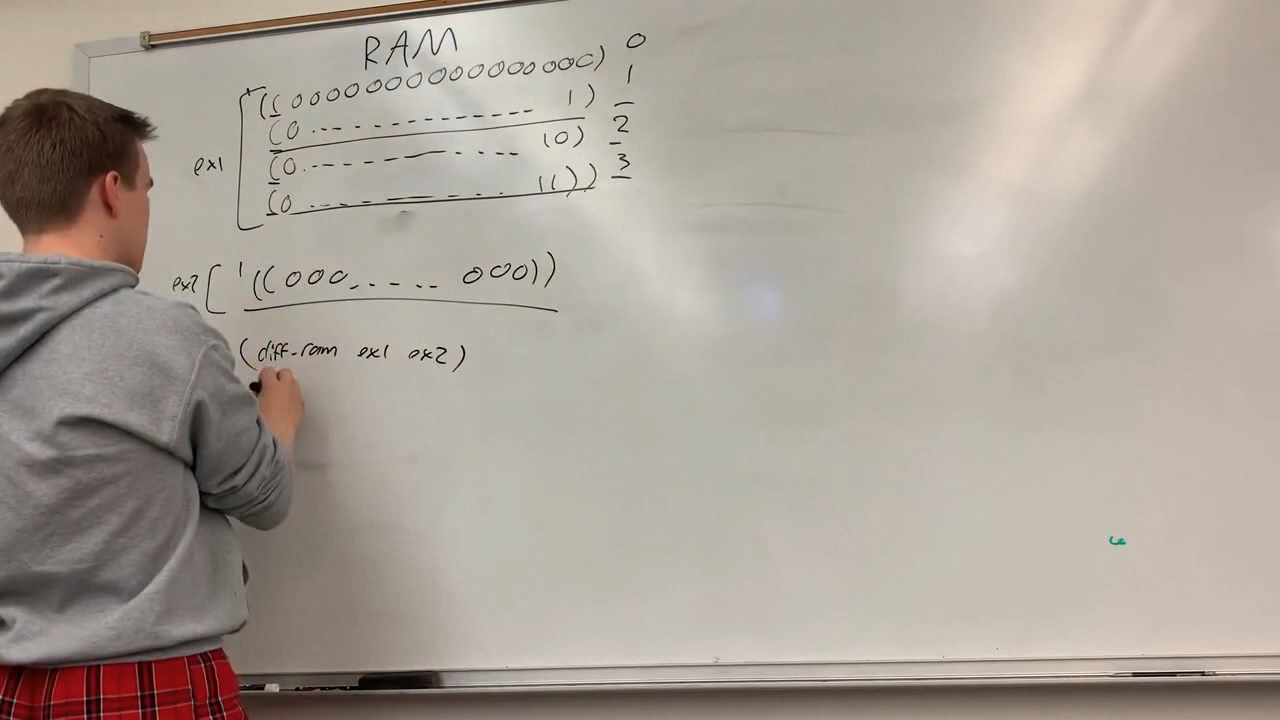 RAM
ex1 '((0000000000000000) 0
(0 .............. 1) 1
(0 .............. 10) 2
(0 .............. 11)) 3
ex2 '((000 ..... 000))
(diff-ram ex1 ex2)